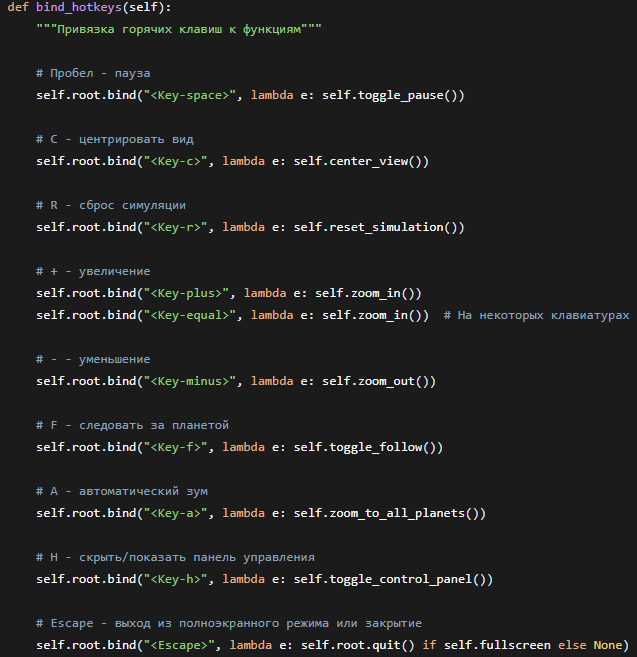 def bind_hotkeys(self):
    """Привязка горячих клавиш к функциям"""

    # Пробел - пауза
    self.root.bind("<Key-space>", lambda e: self.toggle_pause())

    # C - центрировать вид
    self.root.bind("<Key-c>", lambda e: self.center_view())

    # R - сброс симуляции
    self.root.bind("<Key-r>", lambda e: self.reset_simulation())

    # + - увеличение
    self.root.bind("<Key-plus>", lambda e: self.zoom_in())
    self.root.bind("<Key-equal>", lambda e: self.zoom_in())  # На некоторых клавиатурах

    # - - уменьшение
    self.root.bind("<Key-minus>", lambda e: self.zoom_out())

    # F - следовать за планетой
    self.root.bind("<Key-f>", lambda e: self.toggle_follow())

    # A - автоматический зум
    self.root.bind("<Key-a>", lambda e: self.zoom_to_all_planets())

    # H - скрыть/показать панель управления
    self.root.bind("<Key-h>", lambda e: self.toggle_control_panel())

    # Escape - выход из полноэкранного режима или закрытие
    self.root.bind("<Escape>", lambda e: self.root.quit() if self.fullscreen else None)